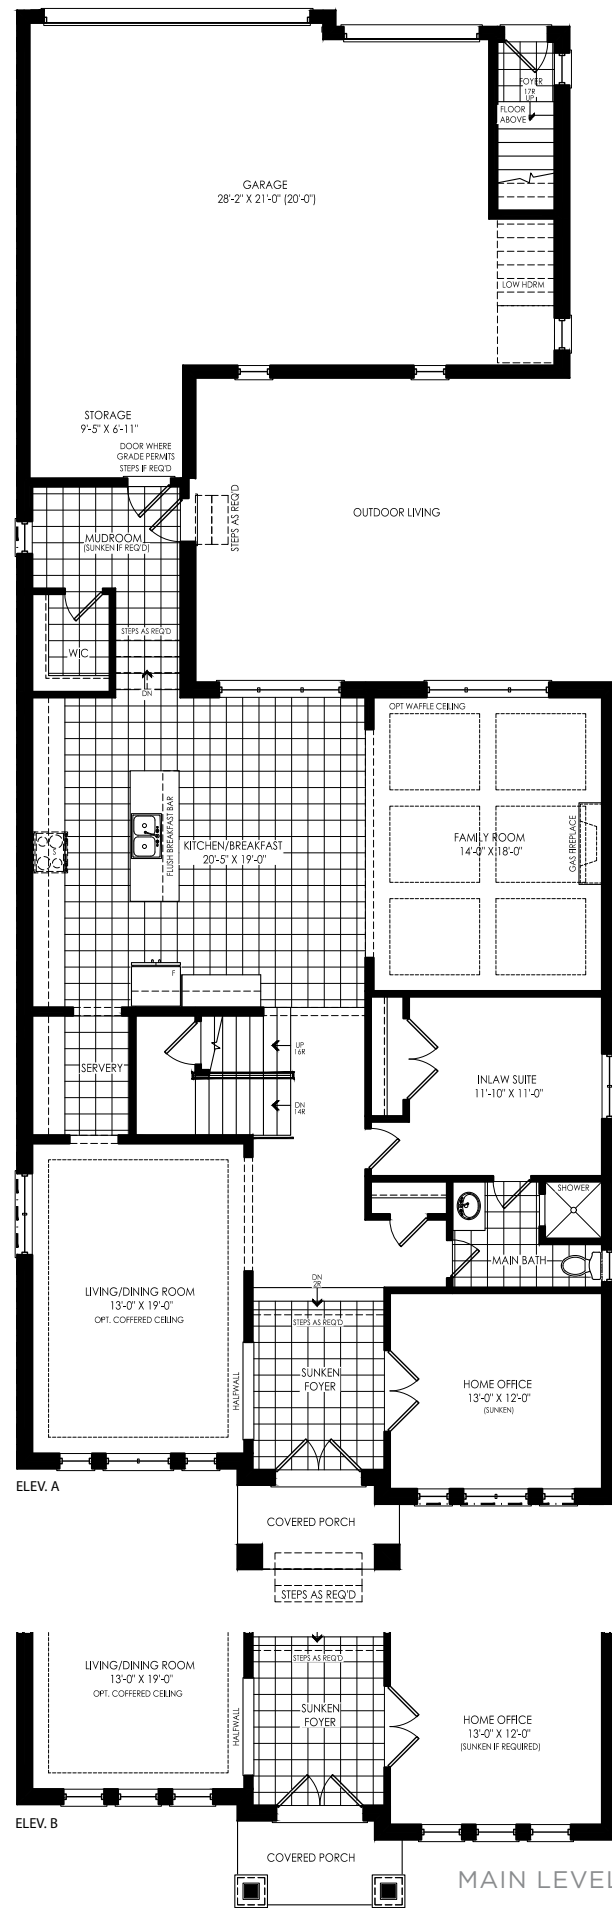 FOYER
17R
UP
FLOOR
ABOVE
GARAGE
28'-2" X 21'-0" (20'-0")
LOW HDRM
STORAGE
9'-5" X 6'-11"
DOOR WHERE
GRADE PERMITS
STEPS IF REQ'D
STEPS AS REQ'D
OUTDOOR LIVING
MUDROOM
(SUNKEN IF REQ'D)
STEPS AS REQ'D
WIC
DN
OPT WAFFLE CEILING
FLUSH BREAKFAST BAR
KITCHEN/BREAKFAST
20'-5" X 19'-0"
FAMILY ROOM
14'-0" X 18'-0"
GAS FIREPLACE
S
F
UP
16R
SERVERY
DN
14R
INLAW SUITE
11'-10" X 11'-0"
SHOWER
MAIN BATH
DN
2R
LIVING/DINING ROOM
13'-0" X 19'-0"
OPT. COFFERED CEILING
STEPS AS REQ'D
SUNKEN
FOYER
HALFWALL
HOME OFFICE
13'-0" X 12'-0"
(SUNKEN)
ELEV. A
COVERED PORCH
STEPS AS REQ'D
LIVING/DINING ROOM
13'-0" X 19'-0"
OPT. COFFERED CEILING
STEPS AS REQ'D
SUNKEN
FOYER
HALFWALL
HOME OFFICE
13'-0" X 12'-0"
(SUNKEN IF REQUIRED)
ELEV. B
COVERED PORCH
MAIN LEVEL